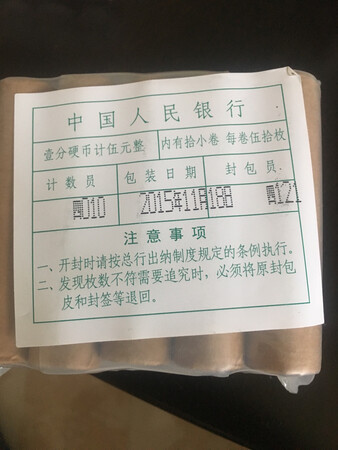 中国人民银行
壹分硬币计伍元整 内有拾小卷 每卷伍拾枚
计数员 包装日期 封包员
010 2015年11月18日 121
注意事项
一、开封时请按总行出纳制度规定的条例执行。
二、发现枚数不符需要追究时，必须将原封包
皮和封签等退回。